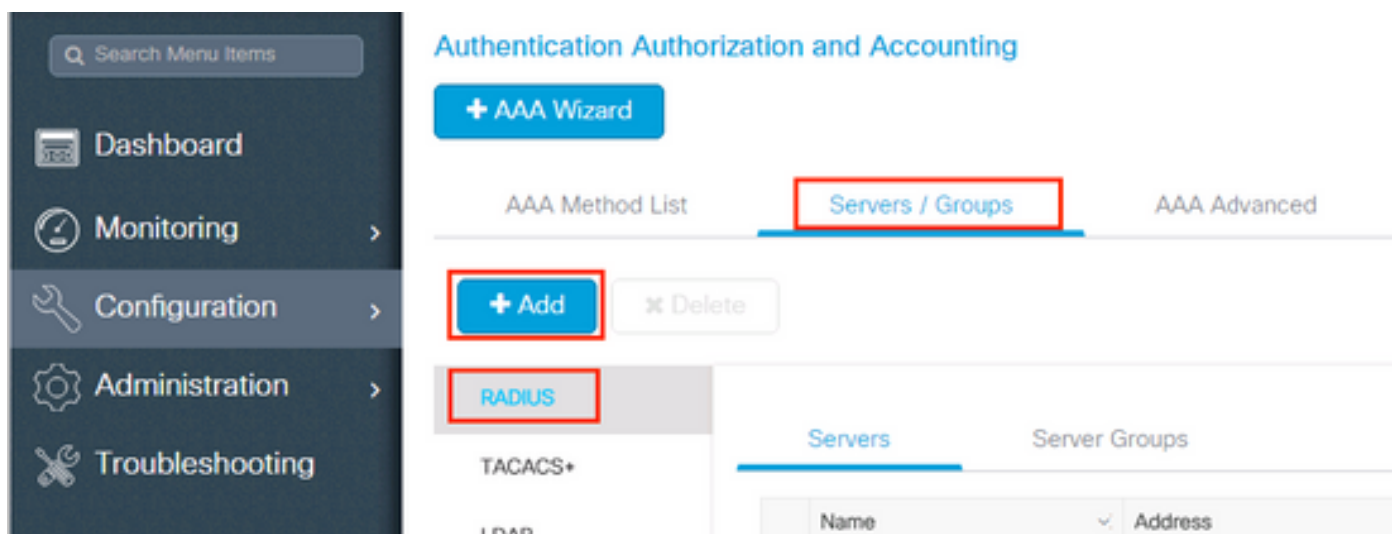 Search Menu Items
Dashboard
Monitoring
Configuration
Administration
Troubleshooting
Authentication Authorization and Accounting
+ AAA Wizard
AAA Method List
Servers / Groups
AAA Advanced
+ Add
× Delete
RADIUS
TACACS+
LDAP
Servers
Server Groups
Name
Address